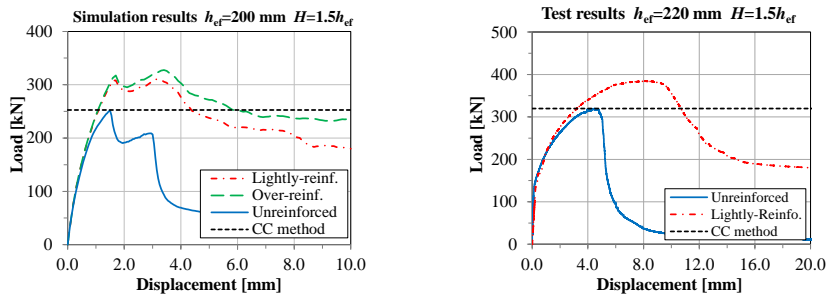 Simulation results hef=200 mm H=1.5hef
400
300
200
100
0
Load [kN]
0.0 2.0 4.0 6.0 8.0 10.0
Displacement [mm]
Lightly-reinf.
Over-reinf.
Unreinforced
CC method
Test results hef=220 mm H=1.5hef
500
400
300
200
100
0
Load [kN]
0.0 4.0 8.0 12.0 16.0 20.0
Displacement [mm]
Unreinforced
Lightly-Reinfo.
CC method